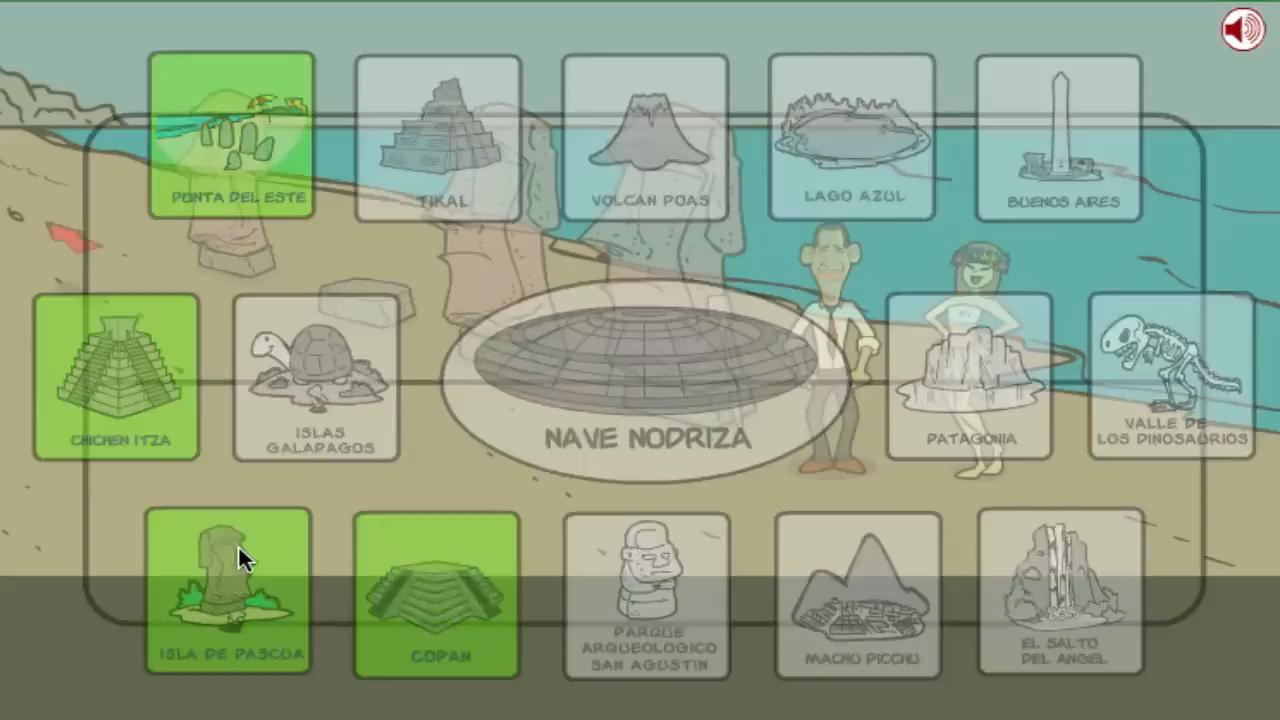 PUNTA DEL ESTE
TIKAL
VOLCAN POAS
LAGO AZUL
BUENOS AIRES
CHICHEN ITZA
ISLAS
GALAPAGOS
NAVE NODRIZA
PATAGONIA
VALLE DE
LOS DINOSAURIOS
ISLA DE PASCUA
COPAN
PARQUE
ARQUEOLOGICO
SAN AGUSTIN
MACHU PICCHU
EL SALTO
DEL ANGEL